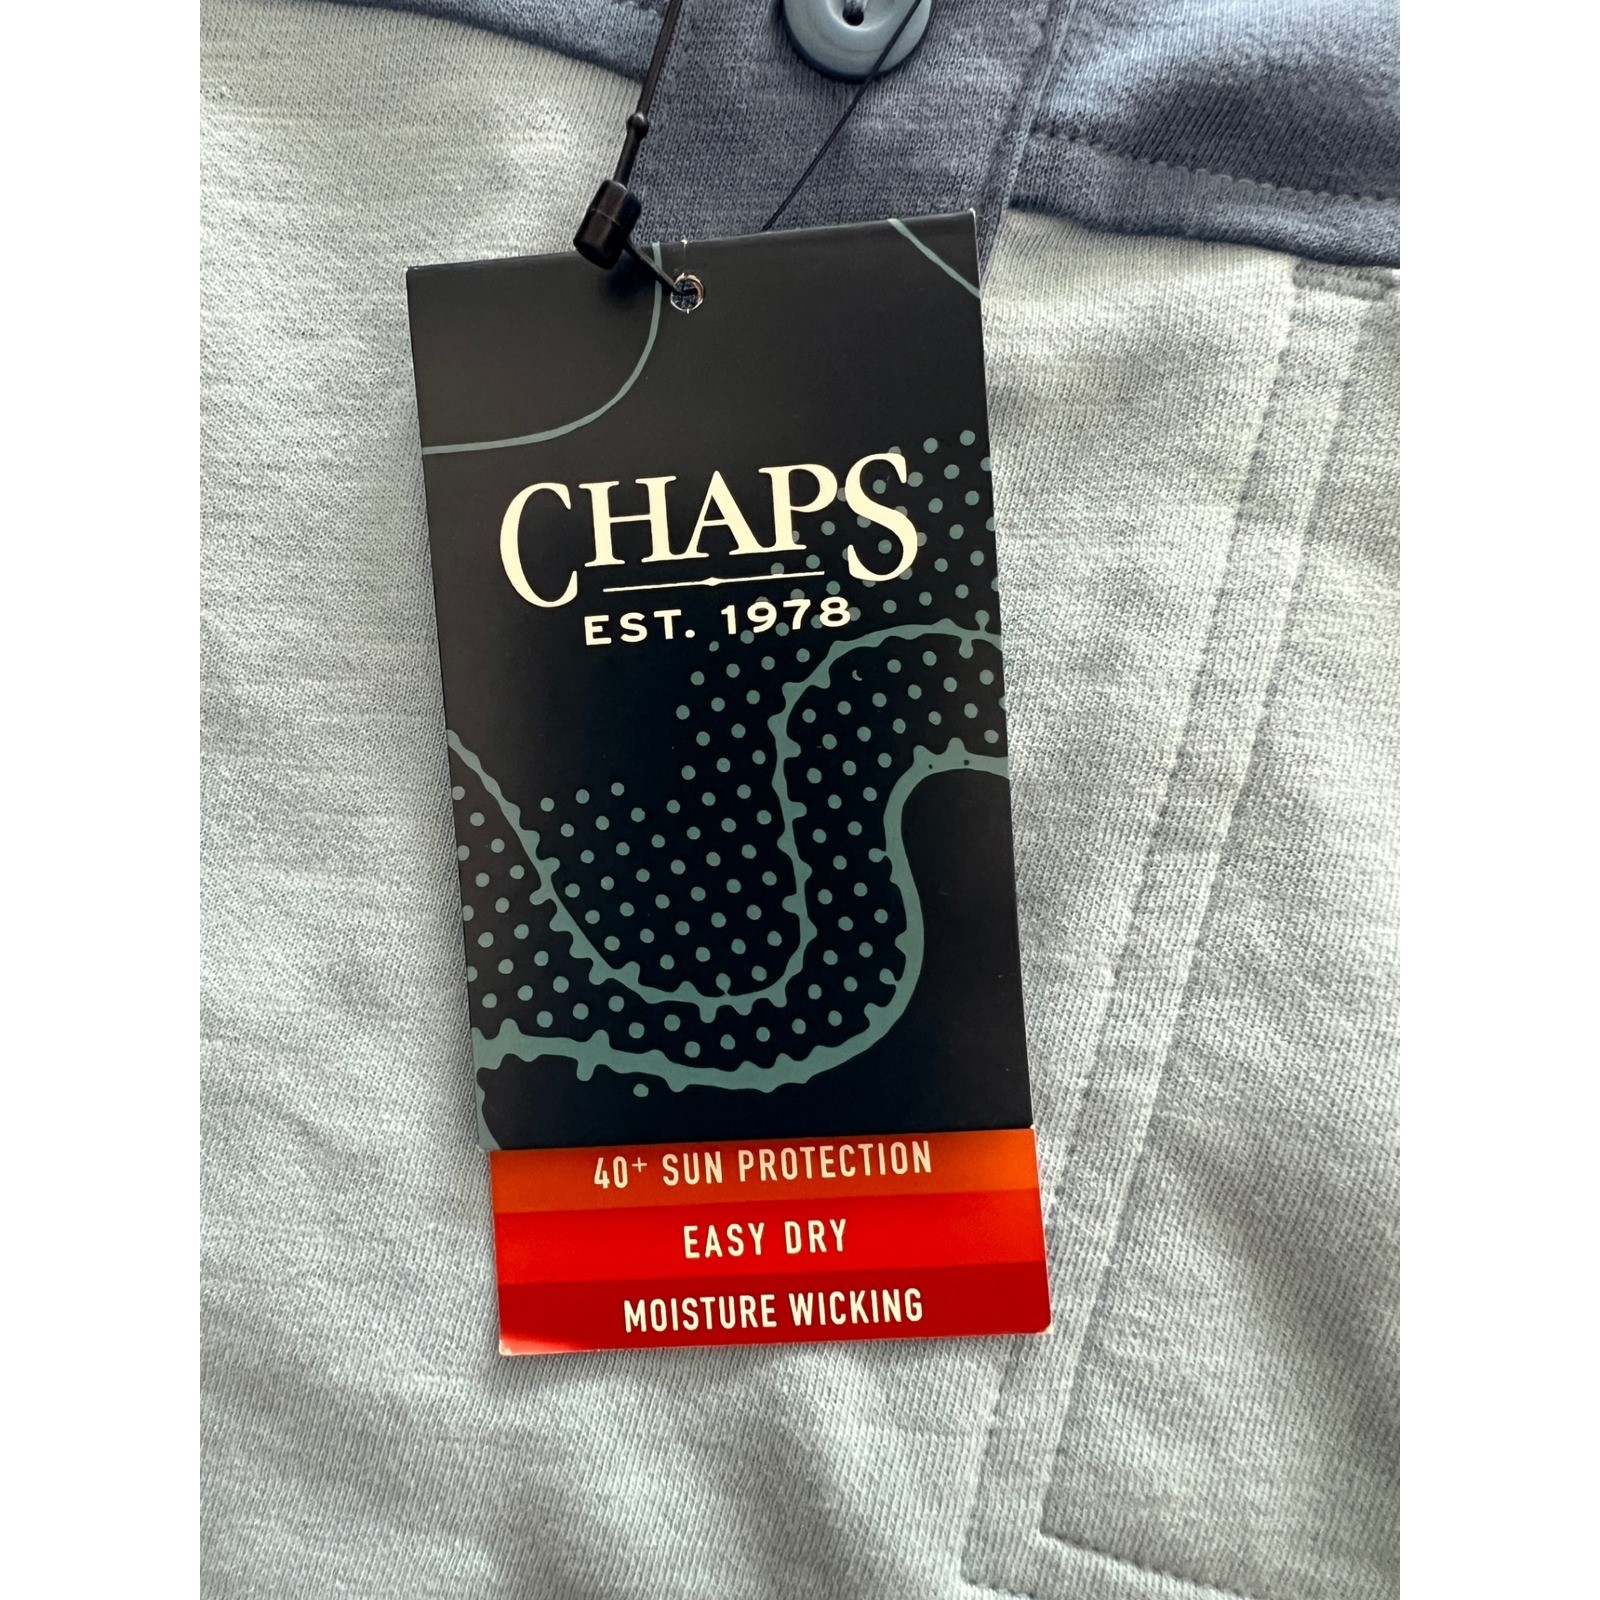 CHAPS
EST. 1978
40+ SUN PROTECTION
EASY DRY
MOISTURE WICKING